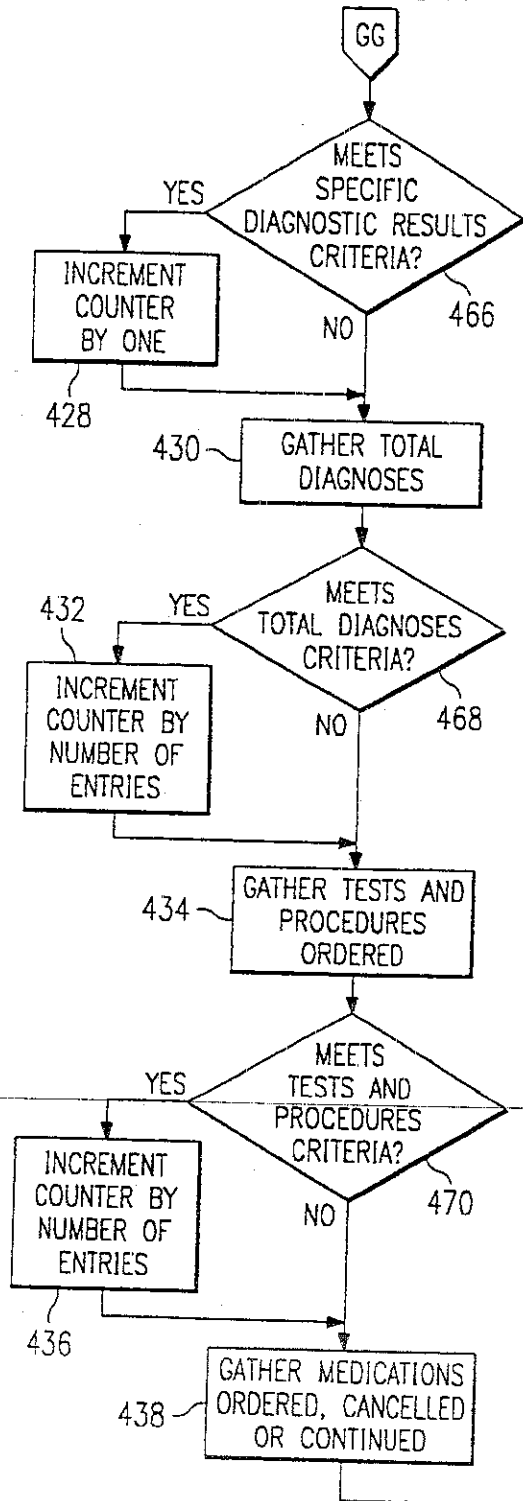 GG
MEETS
SPECIFIC
DIAGNOSTIC RESULTS
CRITERIA?
YES
466
INCREMENT
COUNTER
BY ONE
NO
428
430
GATHER TOTAL
DIAGNOSES
MEETS
TOTAL DIAGNOSES
CRITERIA?
432
YES
468
INCREMENT
COUNTER BY
NUMBER OF
ENTRIES
NO
434
GATHER TESTS AND
PROCEDURES
ORDERED
MEETS
TESTS AND
PROCEDURES
CRITERIA?
YES
470
INCREMENT
COUNTER BY
NUMBER OF
ENTRIES
NO
436
438
GATHER MEDICATIONS
ORDERED, CANCELLED
OR CONTINUED